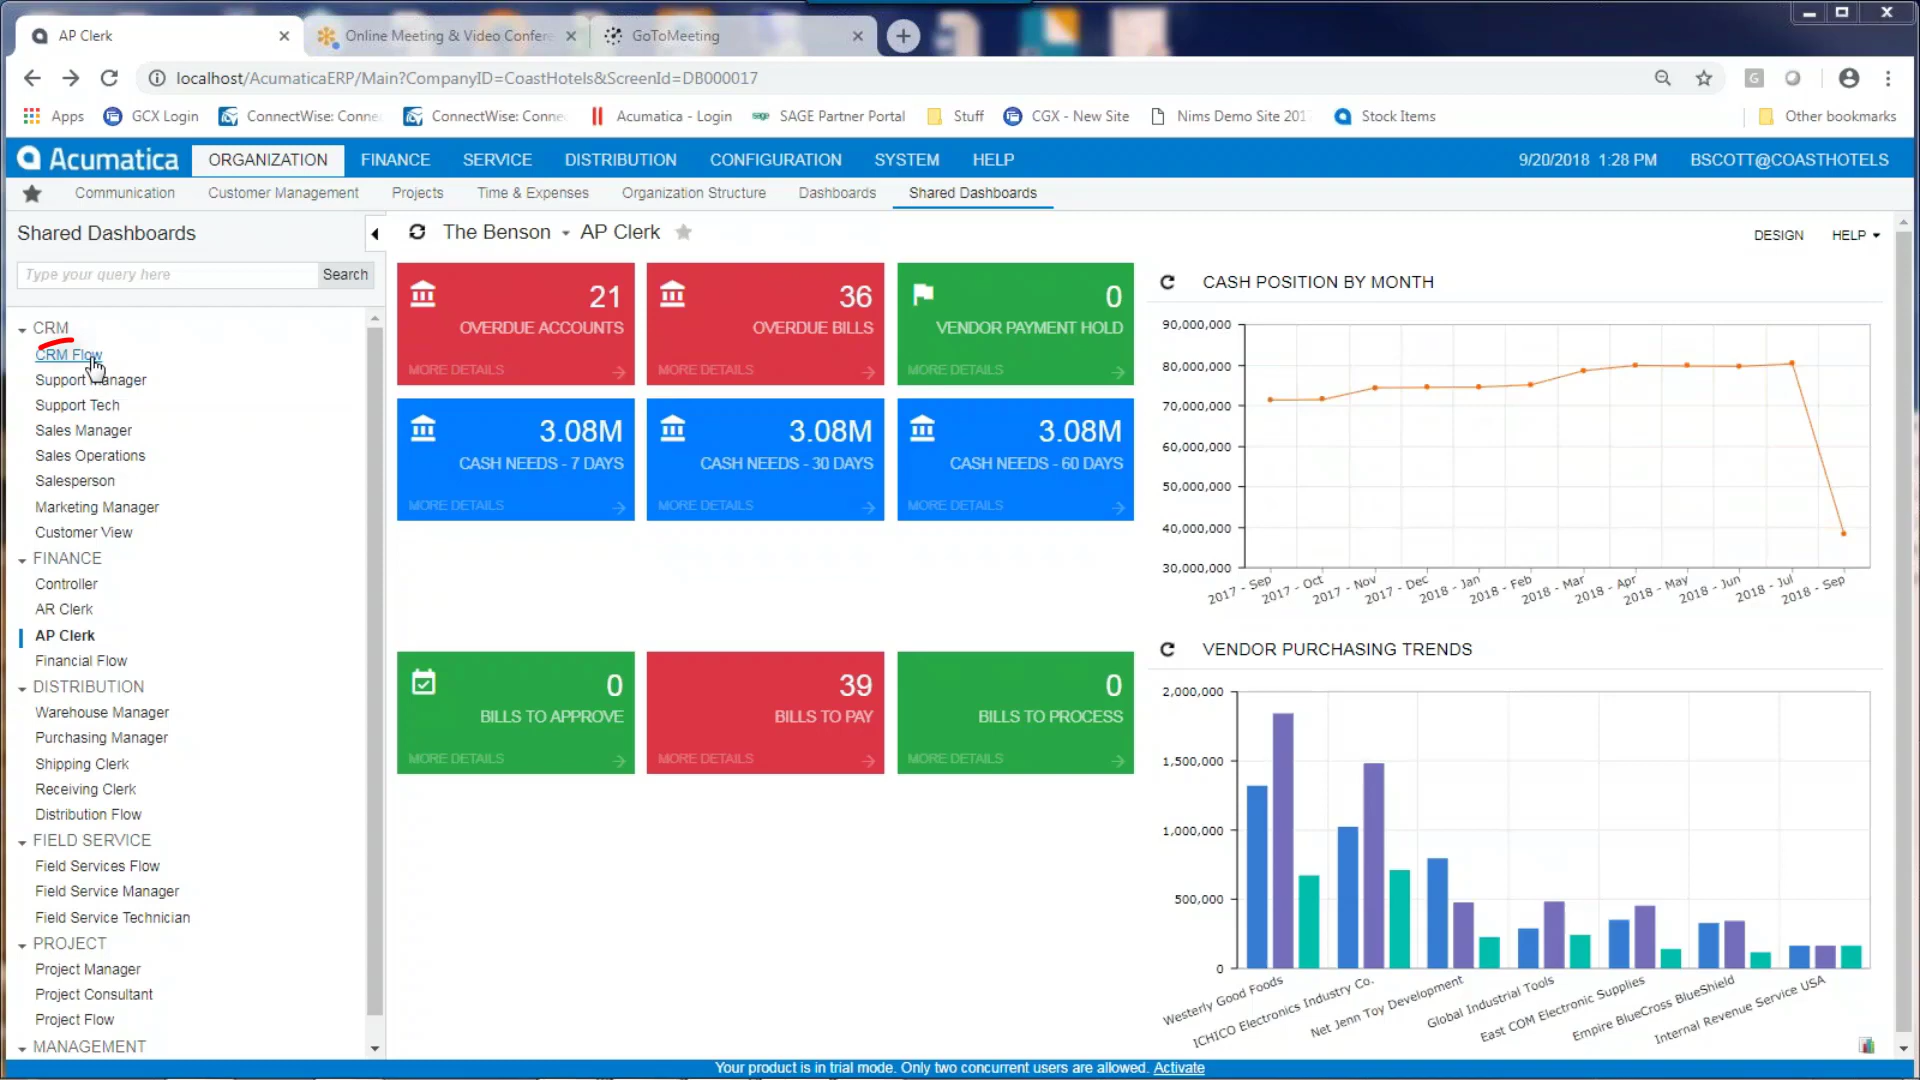 AP Clerk
Online Meeting & Video Confere
GoToMeeting
localhost/AcumaticaERP/Main?CompanyID=CoastHotels&ScreenId=DB000017
Apps
GCX Login
ConnectWise: Conne
ConnectWise: Conne
Acumatica - Login
SAGE Partner Portal
Stuff
CGX - New Site
Nims Demo Site 201
Stock Items
Other bookmarks
Acumatica
ORGANIZATION
FINANCE
SERVICE
DISTRIBUTION
CONFIGURATION
SYSTEM
HELP
9/20/2018 1:28 PM
BSCOTT@COASTHOTELS
Communication
Customer Management
Projects
Time & Expenses
Organization Structure
Dashboards
Shared Dashboards
Shared Dashboards
Type your query here
Search
CRM
CRM Flow
Support Manager
Support Tech
Sales Manager
Sales Operations
Salesperson
Marketing Manager
Customer View
FINANCE
Controller
AR Clerk
AP Clerk
Financial Flow
DISTRIBUTION
Warehouse Manager
Purchasing Manager
Shipping Clerk
Receiving Clerk
Distribution Flow
FIELD SERVICE
Field Services Flow
Field Service Manager
Field Service Technician
PROJECT
Project Manager
Project Consultant
Project Flow
MANAGEMENT
The Benson - AP Clerk
DESIGN
HELP
21
OVERDUE ACCOUNTS
MORE DETAILS
36
OVERDUE BILLS
MORE DETAILS
0
VENDOR PAYMENT HOLD
MORE DETAILS
3.08M
CASH NEEDS - 7 DAYS
MORE DETAILS
3.08M
CASH NEEDS - 30 DAYS
MORE DETAILS
3.08M
CASH NEEDS - 60 DAYS
MORE DETAILS
0
BILLS TO APPROVE
MORE DETAILS
39
BILLS TO PAY
MORE DETAILS
0
BILLS TO PROCESS
MORE DETAILS
CASH POSITION BY MONTH
90,000,000
80,000,000
70,000,000
60,000,000
50,000,000
40,000,000
30,000,000
2017 - Sep
2017 - Oct
2017 - Nov
2017 - Dec
2018 - Jan
2018 - Feb
2018 - Mar
2018 - Apr
2018 - May
2018 - Jun
2018 - Jul
2018 - Sep
VENDOR PURCHASING TRENDS
2,000,000
1,500,000
1,000,000
500,000
0
Westerly Good Foods
ICHICO Electronics Industry Co.
Net Jenn Toy Development
Global Industrial Tools
East COM Electronic Supplies
Empire BlueCross BlueShield
Internal Revenue Service USA
Your product is in trial mode. Only two concurrent users are allowed. Activate